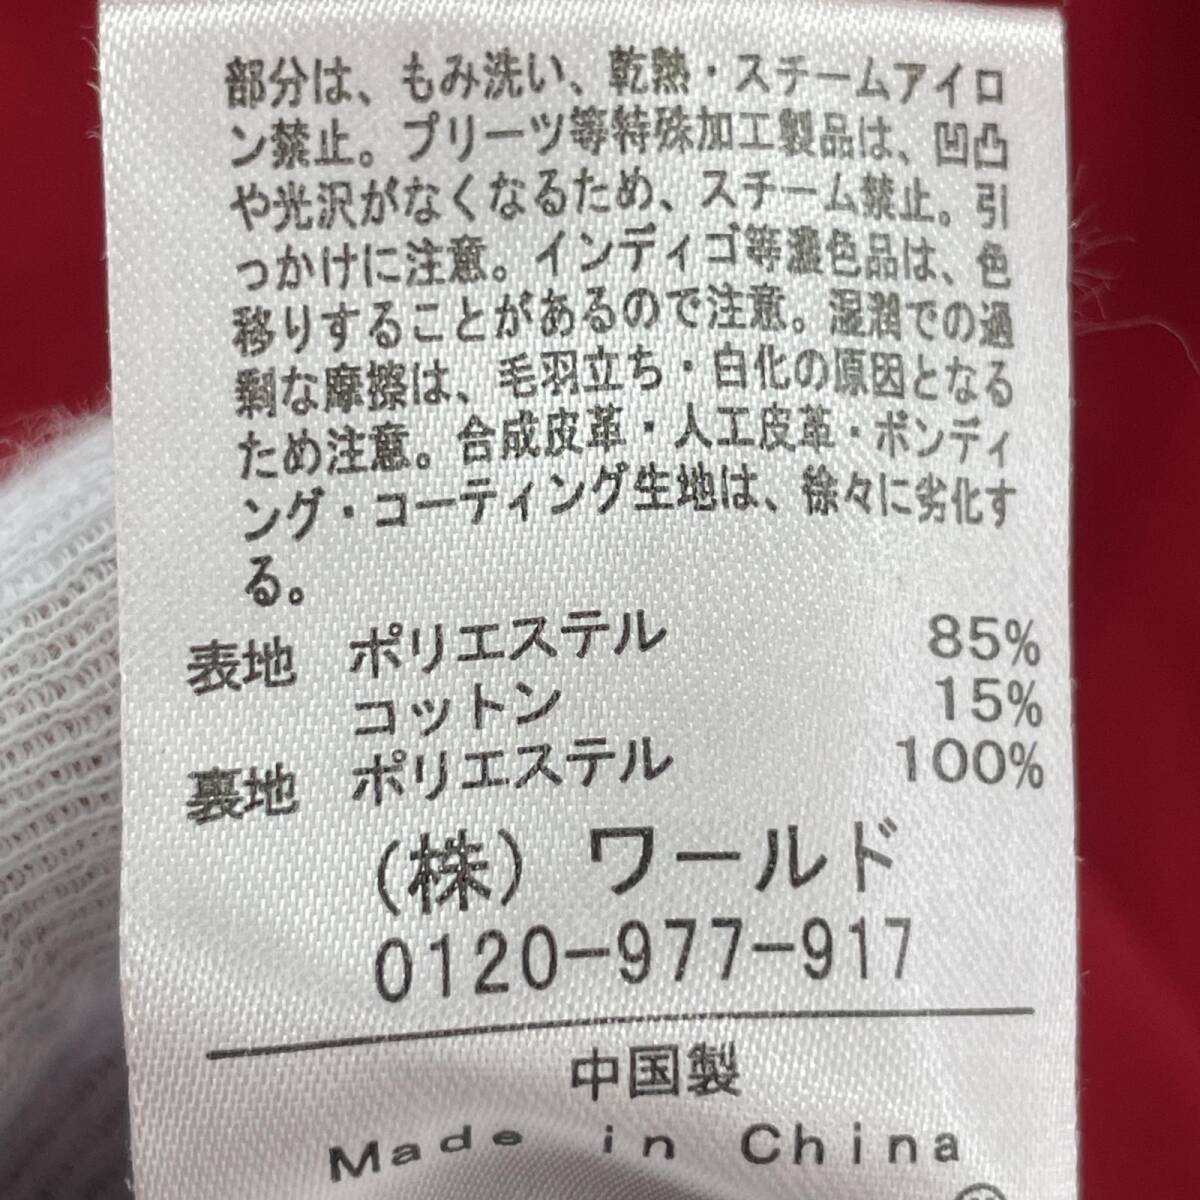 部分は、もみ洗い、乾熱・スチームアイロ
ン禁止。プリーツ等特殊加工製品は、凹凸
や光沢がなくなるため、スチーム禁止。引
っかけに注意。インディゴ等濃色品は、色
移りすることがあるので注意。湿潤での過
剰な摩擦は、毛羽立ち・白化の原因となる
ため注意。合成皮革・人工皮革・ボンディ
ング・コーティング生地は、徐々に劣化す
る。
表地 ポリエステル 85%
コットン 15%
裏地 ポリエステル 100%
(株) ワールド
0120-977-917
中国製
Made in China